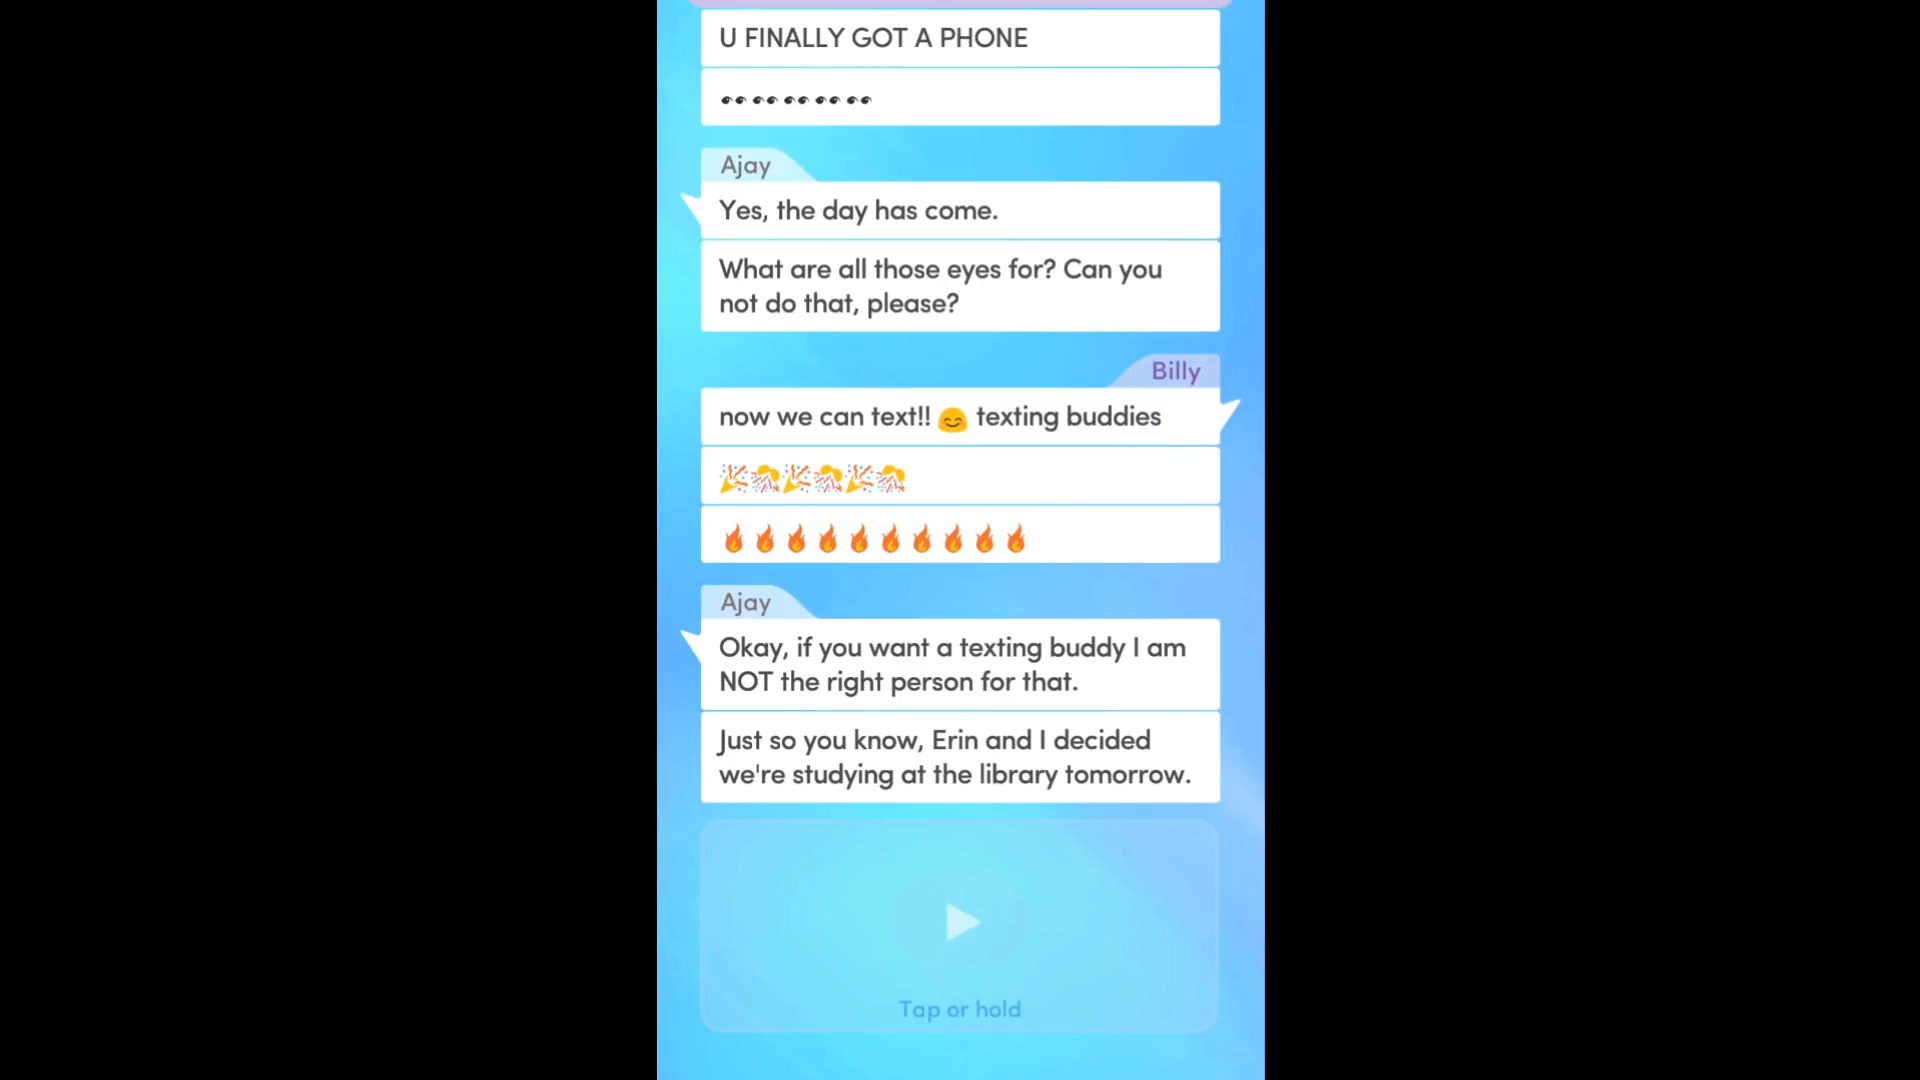 U FINALLY GOT A PHONE
👀👀👀👀👀
Ajay
Yes, the day has come.
What are all those eyes for? Can you
not do that, please?
Billy
now we can text!! 😊 texting buddies
🎉🎊🎉🎊🎉🎊
🔥🔥🔥🔥🔥🔥🔥🔥🔥🔥
Ajay
Okay, if you want a texting buddy I am
NOT the right person for that.
Just so you know, Erin and I decided
we're studying at the library tomorrow.
Tap or hold